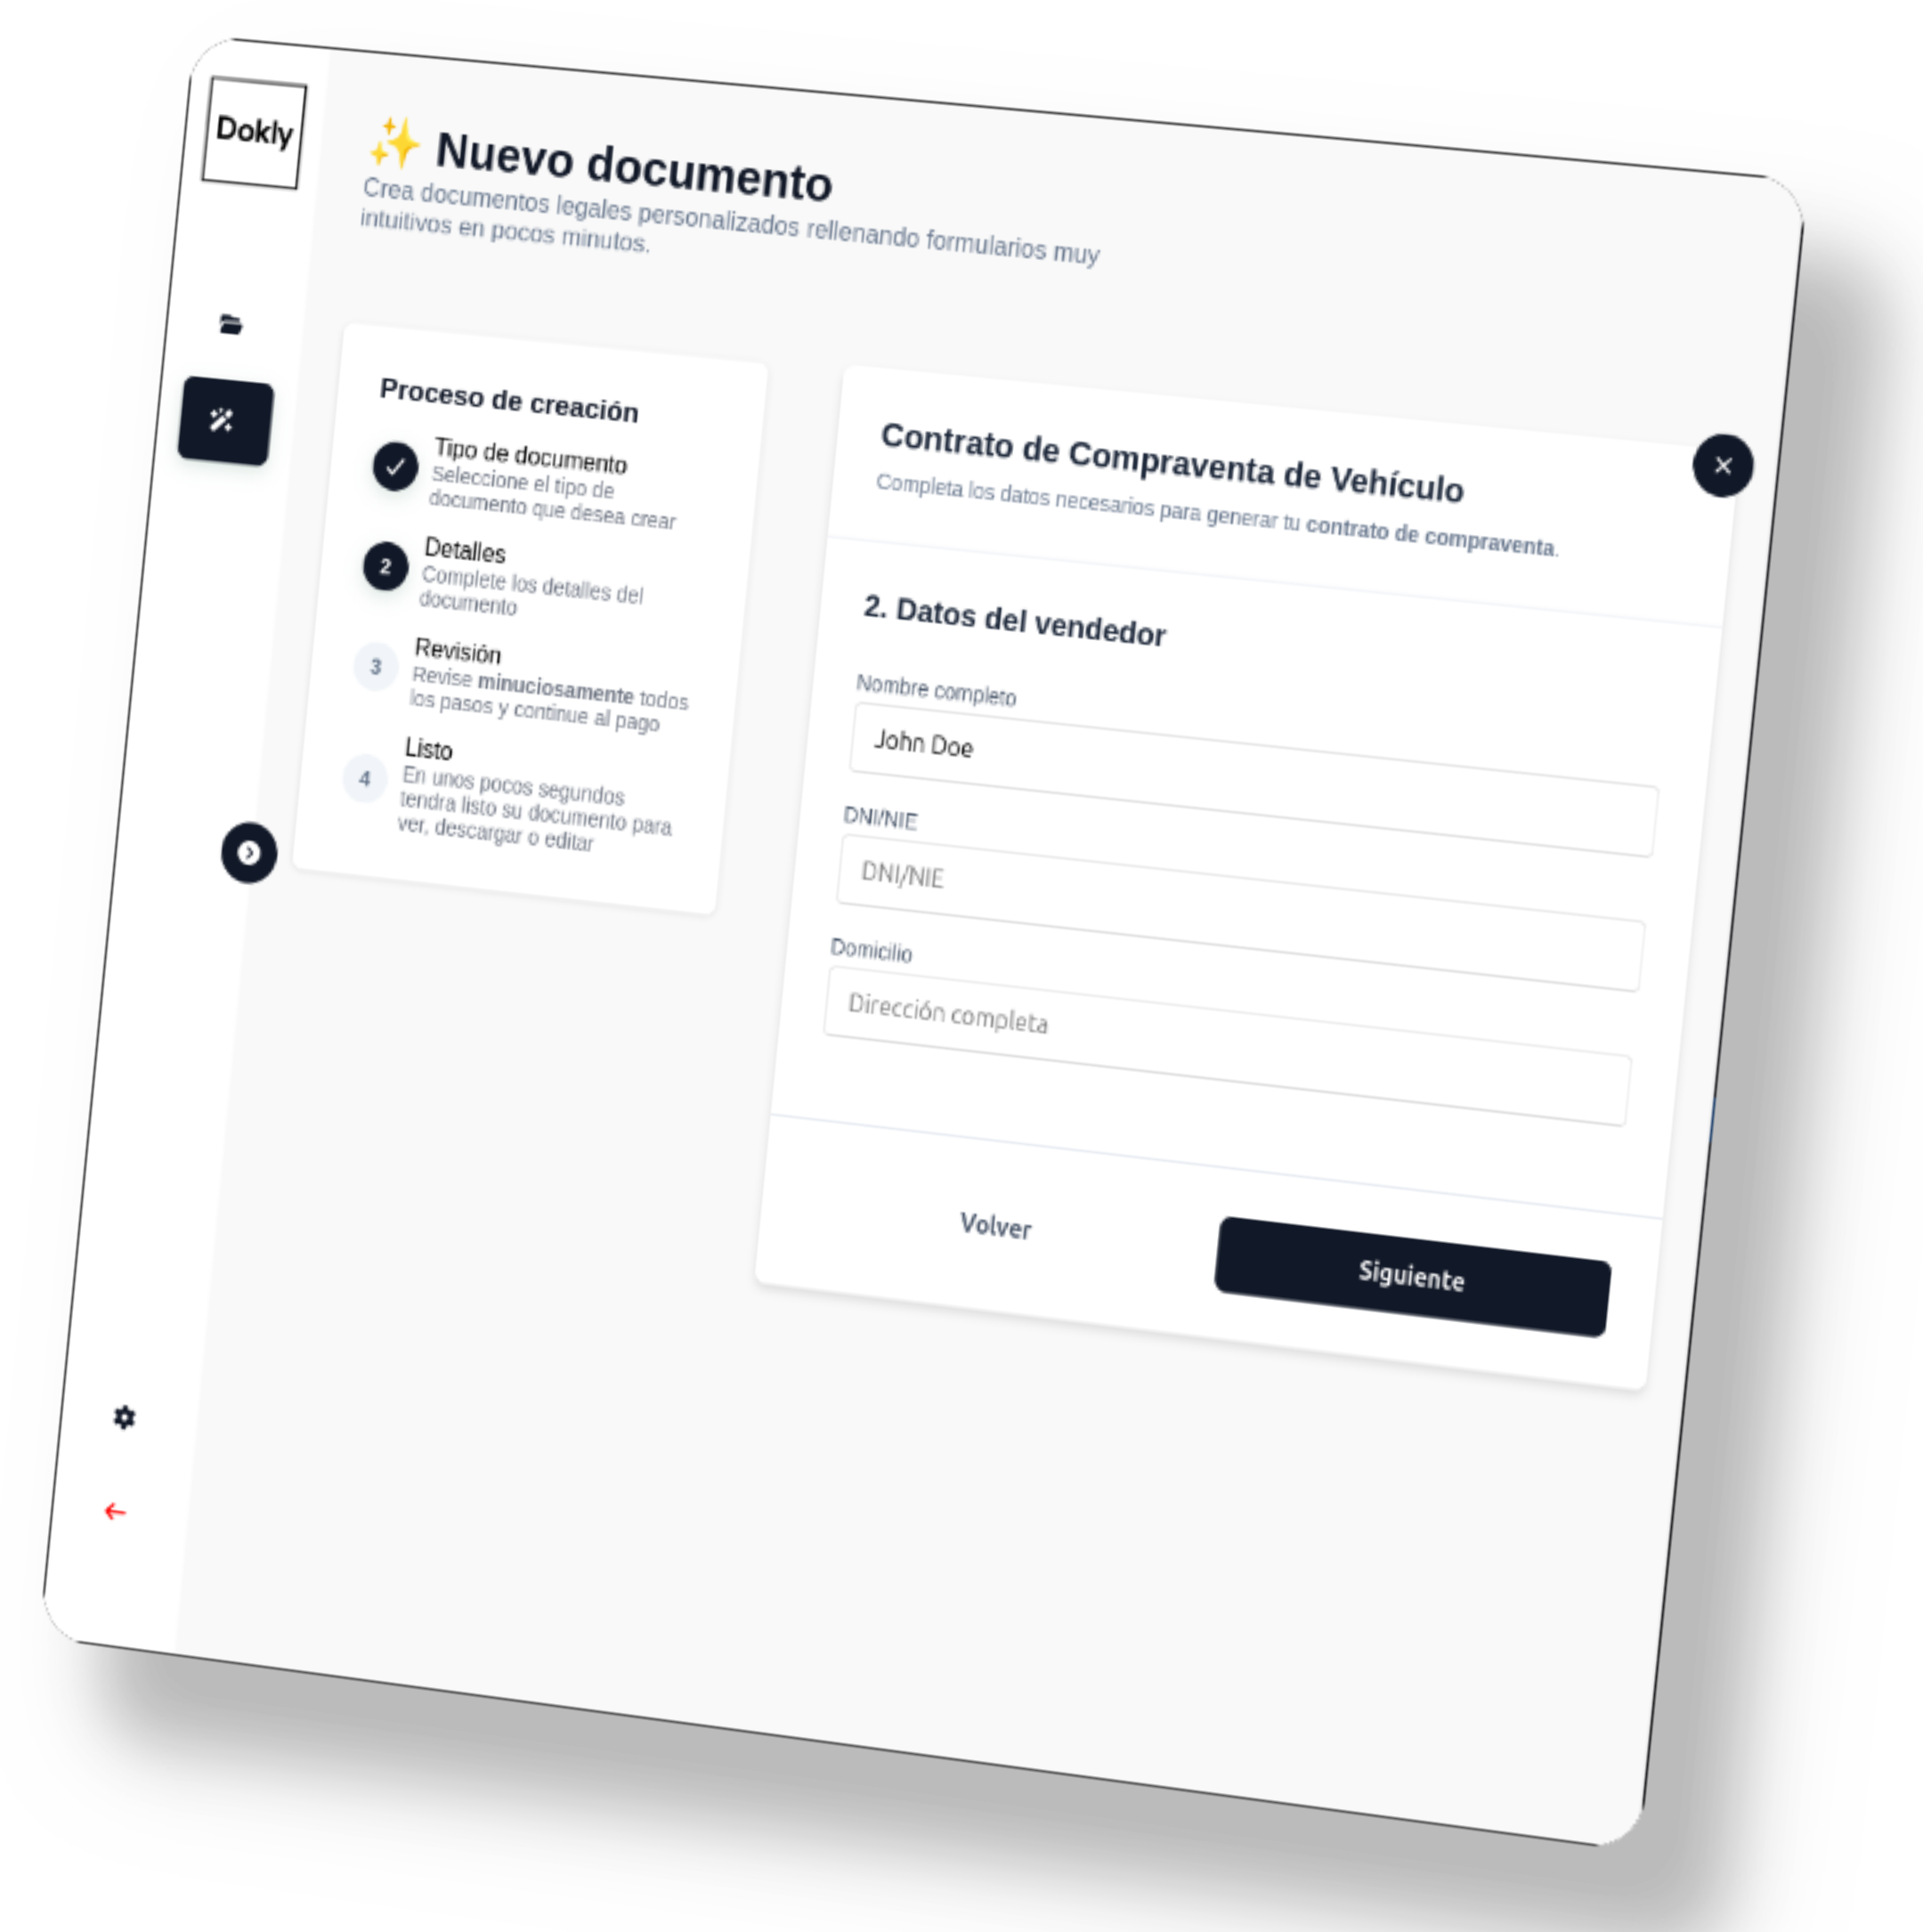 Dokly
Nuevo documento
Crea documentos legales personalizados rellenando formularios muy
intuitivos en pocos minutos.
Proceso de creación
Tipo de documento
Seleccione el tipo de
documento que desea crear
2
Detalles
Complete los detalles del
documento
3
Revisión
Revise minuciosamente todos
los pasos y continue al pago
4
Listo
En unos pocos segundos
tendra listo su documento para
ver, descargar o editar
Contrato de Compraventa de Vehículo
Completa los datos necesarios para generar tu contrato de compraventa.
2. Datos del vendedor
Nombre completo
John Doe
DNI/NIE
DNI/NIE
Domicilio
Dirección completa
Volver
Siguiente